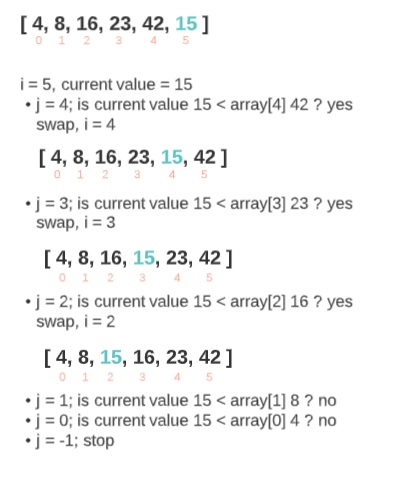 [ 4, 8, 16, 23, 42, 15 ]
0 1 2 3 4 5
i = 5, current value = 15
• j = 4; is current value 15 < array[4] 42 ? yes
swap, i = 4
[ 4, 8, 16, 23, 15, 42 ]
0 1 2 3 4 5
• j = 3; is current value 15 < array[3] 23 ? yes
swap, i = 3
[ 4, 8, 16, 15, 23, 42 ]
0 1 2 3 4 5
• j = 2; is current value 15 < array[2] 16 ? yes
swap, i = 2
[ 4, 8, 15, 16, 23, 42 ]
0 1 2 3 4 5
• j = 1; is current value 15 < array[1] 8 ? no
• j = 0; is current value 15 < array[0] 4 ? no
• j = -1; stop